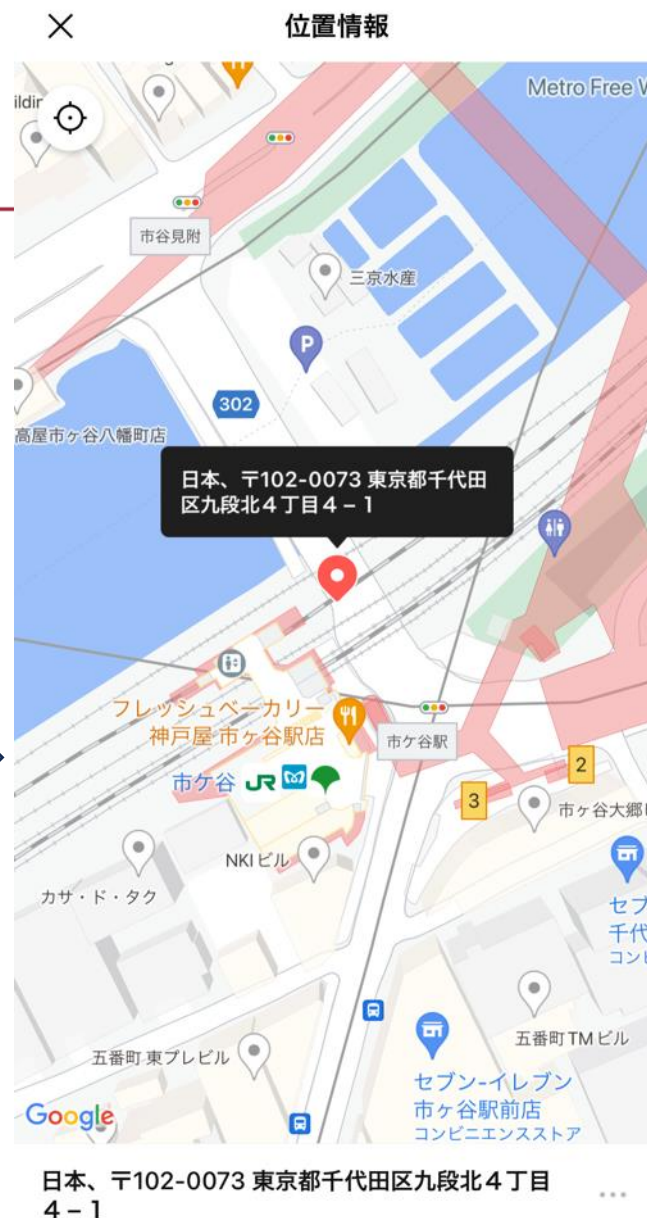 位置情報
Metro Free W
ildin
市谷見附
三京水産
P
302
高屋市ヶ谷八幡町店
日本、〒102-0073 東京都千代田
区九段北4丁目4−1
フレッシュベーカリー
神戸屋 市ヶ谷駅店
市ケ谷駅
市ケ谷 JR
2
3
市ヶ谷大郷
NKIビル
カサ・ド・タク
セブ
千代
コンビ
五番町TMビル
五番町 東プレビル
セブン-イレブン
市ヶ谷駅前店
コンビニエンスストア
Google
日本、〒102-0073 東京都千代田区九段北4丁目
4−1